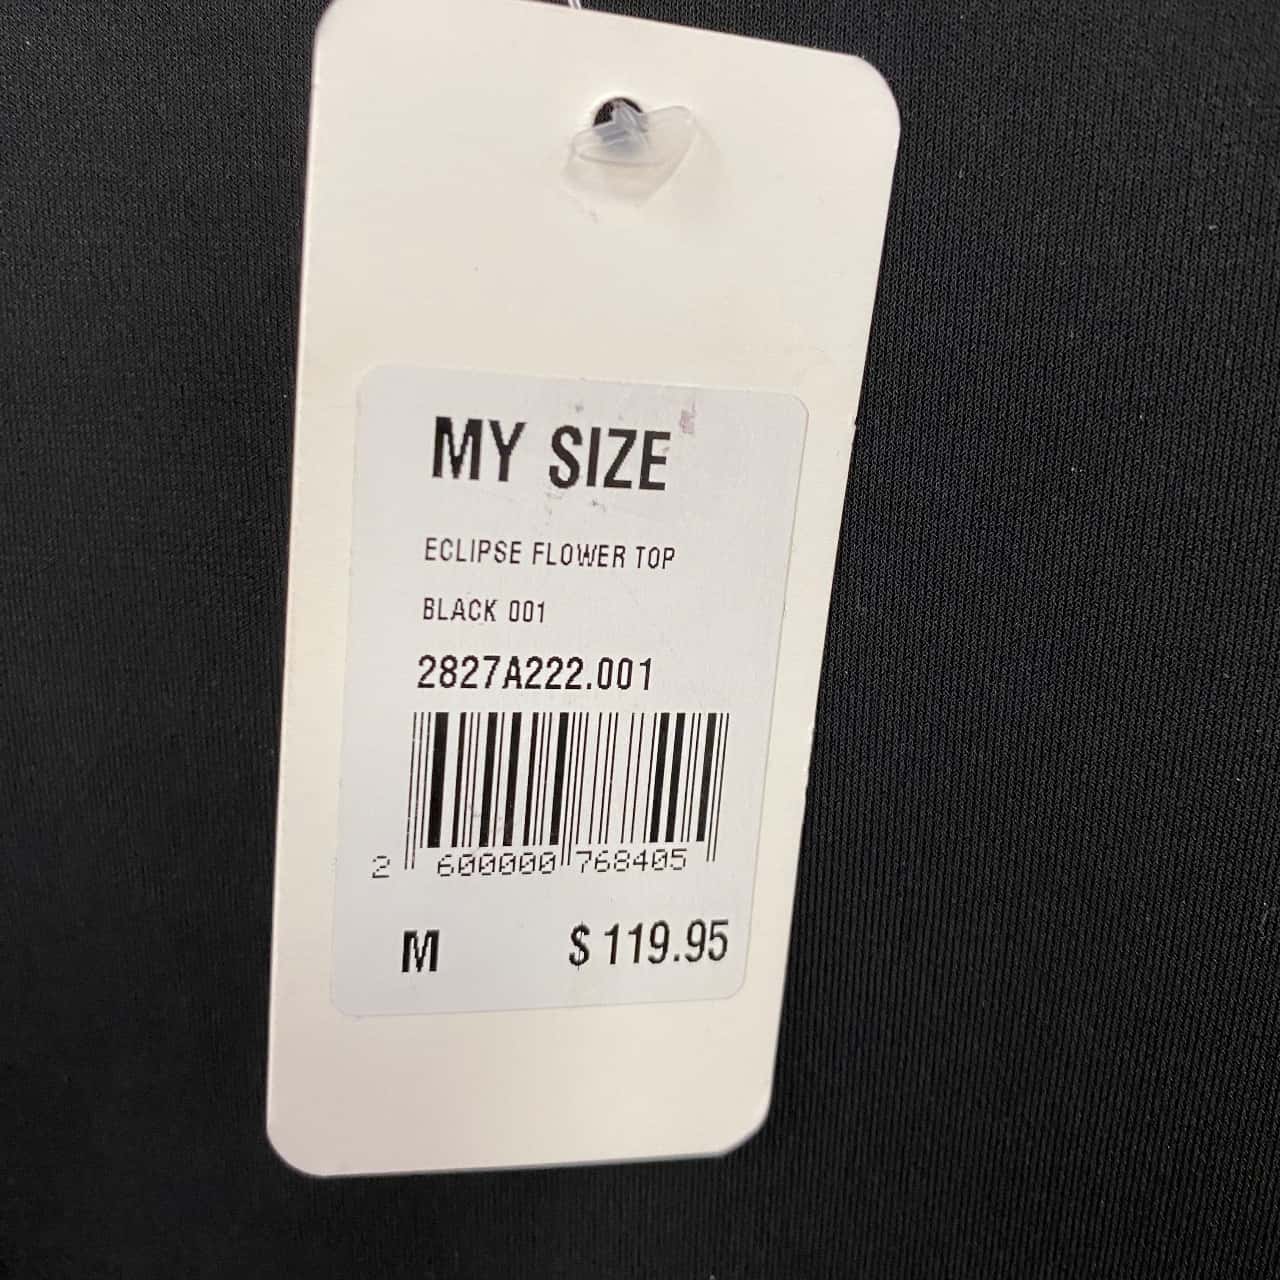 MY SIZE
ECLIPSE FLOWER TOP
BLACK 001
2827A222.001
2 600000 768405
M $119.95